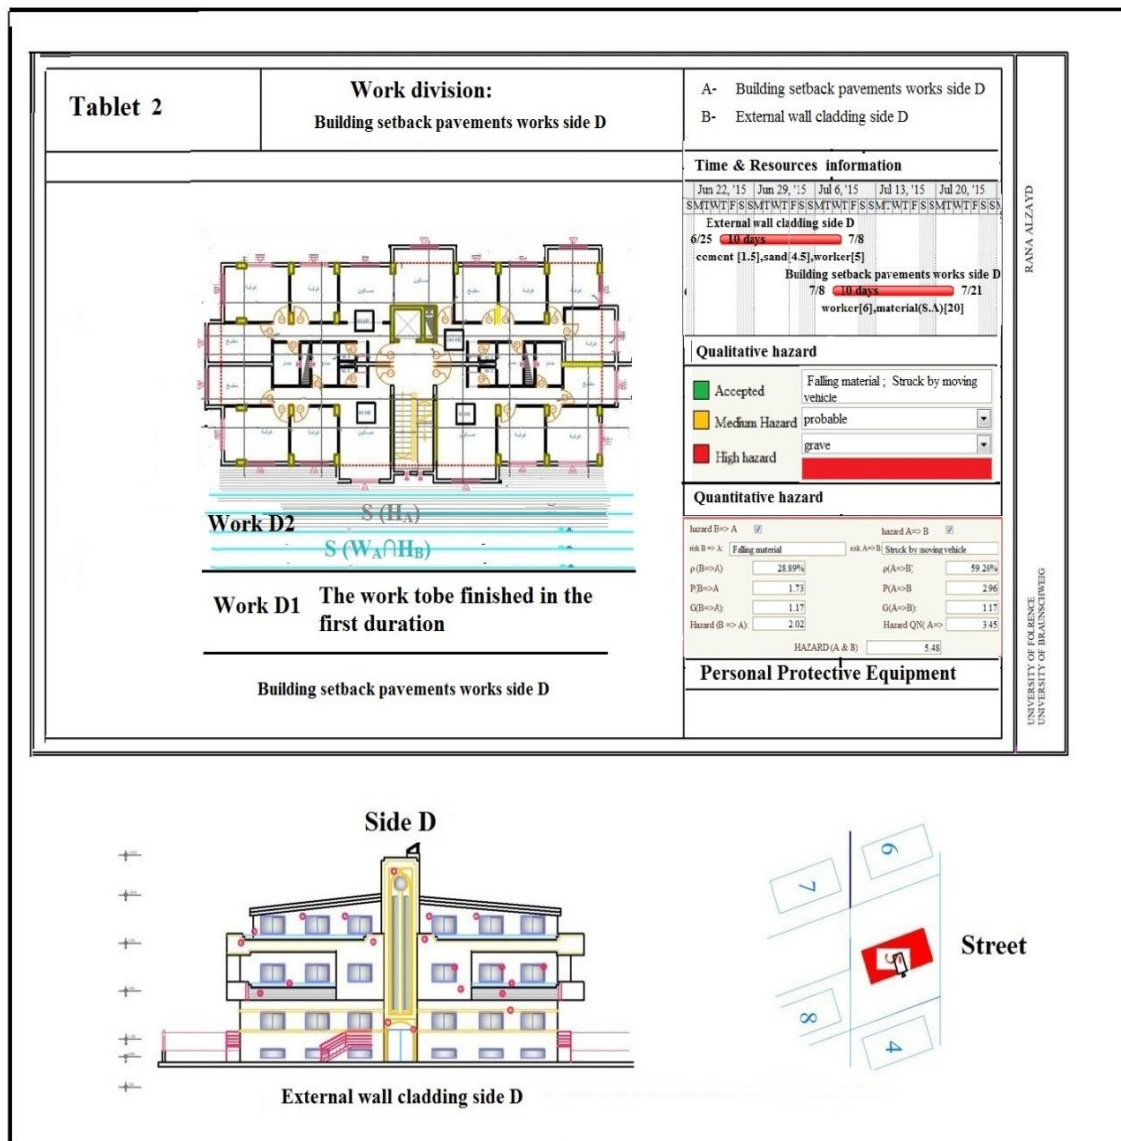 Tablet 2
Work division:
Building setback pavements works side D
A- Building setback pavements works side D
B- External wall cladding side D
Time & Resources information
Jun 22, '15 Jun 29, '15 Jul 6, '15 Jul 13, '15 Jul 20, '15
S M T W T F S S M T W T F S S M T W T F S S M T W T F S S M T W T F S S
External wall cladding side D
6/25 10 days 7/8
cement [1.5],sand[4.5],worker[5]
Building setback pavements works side D
7/8 10 days 7/21
worker[6],material(S.A)[20]
Qualitative hazard
Accepted
Falling material ; Struck by moving
vehicle
Medium Hazard
probable
High hazard
grave
Quantitative hazard
hazard B=> A hazard A=> B
risk B => A: Falling material risk A=>B Struck by moving vehicle
ρ(B=>A) 28.89% ρ(A=>B; 59.26%
P(B=>A 1.73 P(A=>B 2.96
G(B=>A): 1.17 G(A=>B): 1.17
Hazard (B => A): 2.02 Hazard QN( A=> 3.45
HAZARD (A & B) 5.48
Personal Protective Equipment
RANA ALZAYD
UNIVERSITY OF FOLRENCE
UNIVERSITY OF BRAUNSCHWEIG
Work D2
S (H_A)
S (W_A∩H_B)
Work D1 The work tobe finished in the
first duration
Building setback pavements works side D
Side D
External wall cladding side D
6
7
5
Street
8
4